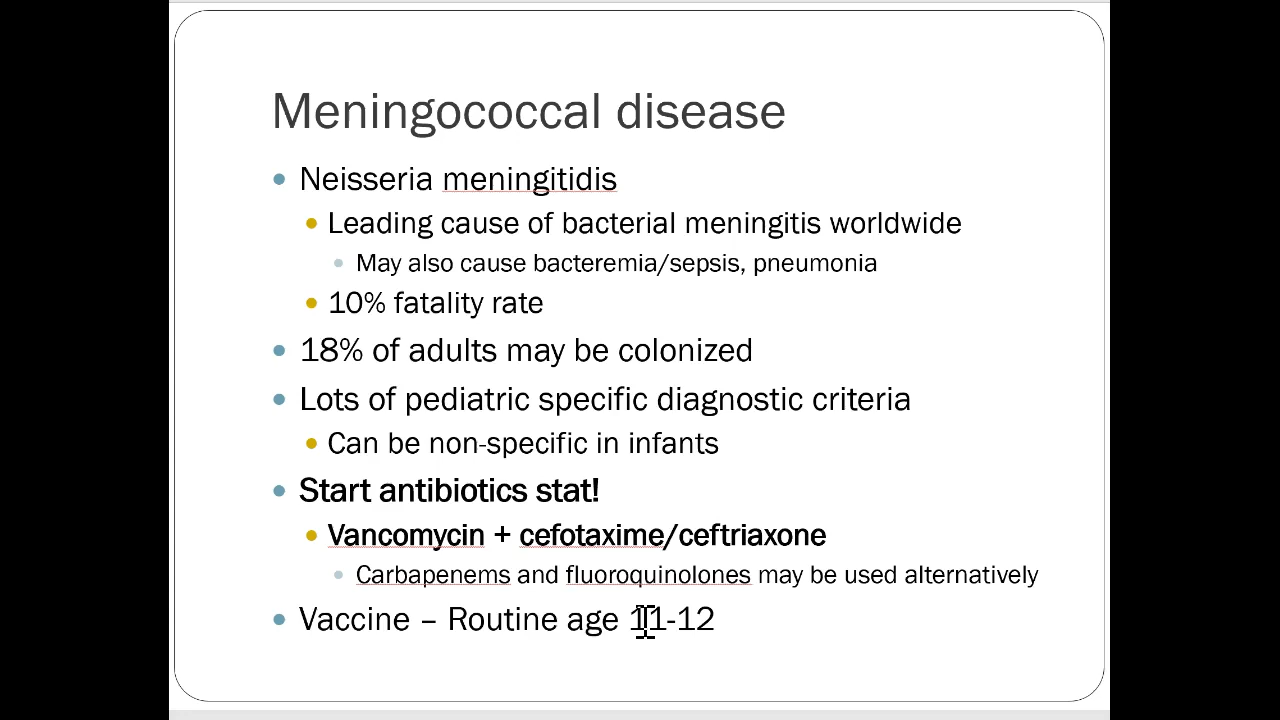 Meningococcal disease
Neisseria meningitidis
Leading cause of bacterial meningitis worldwide
May also cause bacteremia/sepsis, pneumonia
10% fatality rate
18% of adults may be colonized
Lots of pediatric specific diagnostic criteria
Can be non-specific in infants
Start antibiotics stat!
Vancomycin + cefotaxime/ceftriaxone
Carbapenems and fluoroquinolones may be used alternatively
Vaccine – Routine age 11-12